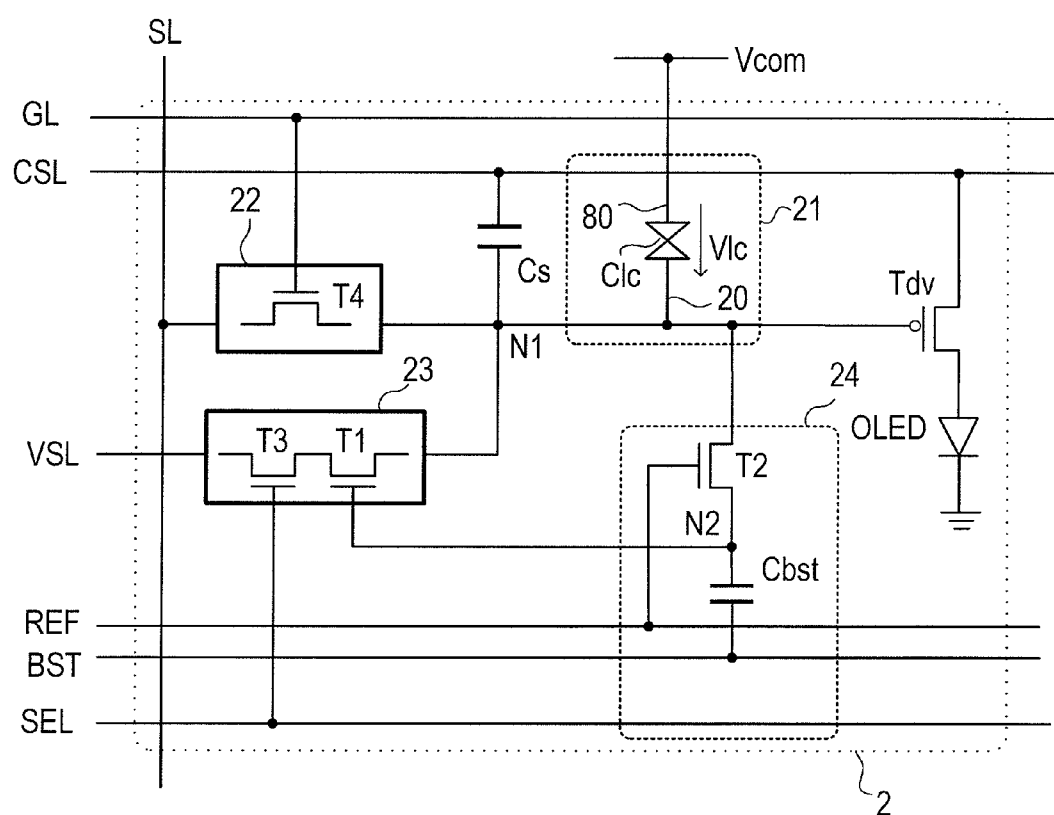 SL
Vcom
GL
CSL
22
80
21
Vlc
Clc
Cs
T4
20
Tdv
N1
23
24
T3
T1
OLED
VSL
T2
N2
Cbst
REF
BST
SEL
2